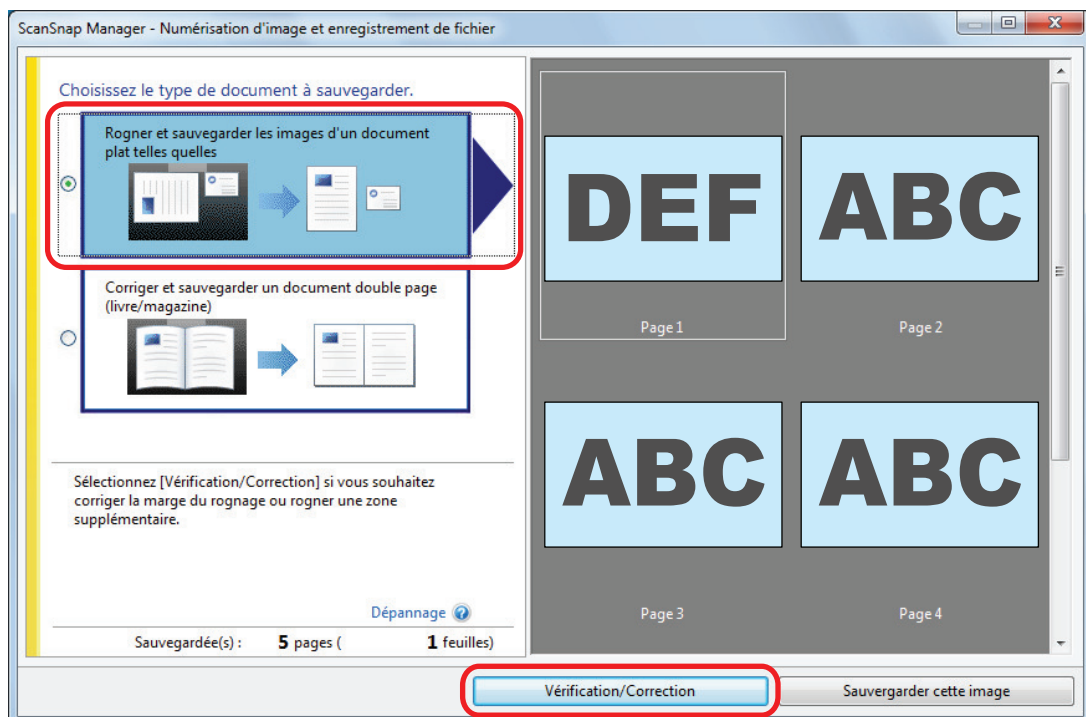 ScanSnap Manager - Numérisation d'image et enregistrement de fichier
Choisissez le type de document à sauvegarder.
Rogner et sauvegarder les images d'un document
plat telles quelles
Corriger et sauvegarder un document double page
(livre/magazine)
Sélectionnez [Vérification/Correction] si vous souhaitez
corriger la marge du rognage ou rogner une zone
supplémentaire.
Dépannage
Sauvegardée(s) : 5 pages ( 1 feuilles)
DEF ABC
Page 1 Page 2
ABC ABC
Page 3 Page 4
Vérification/Correction Sauvergarder cette image